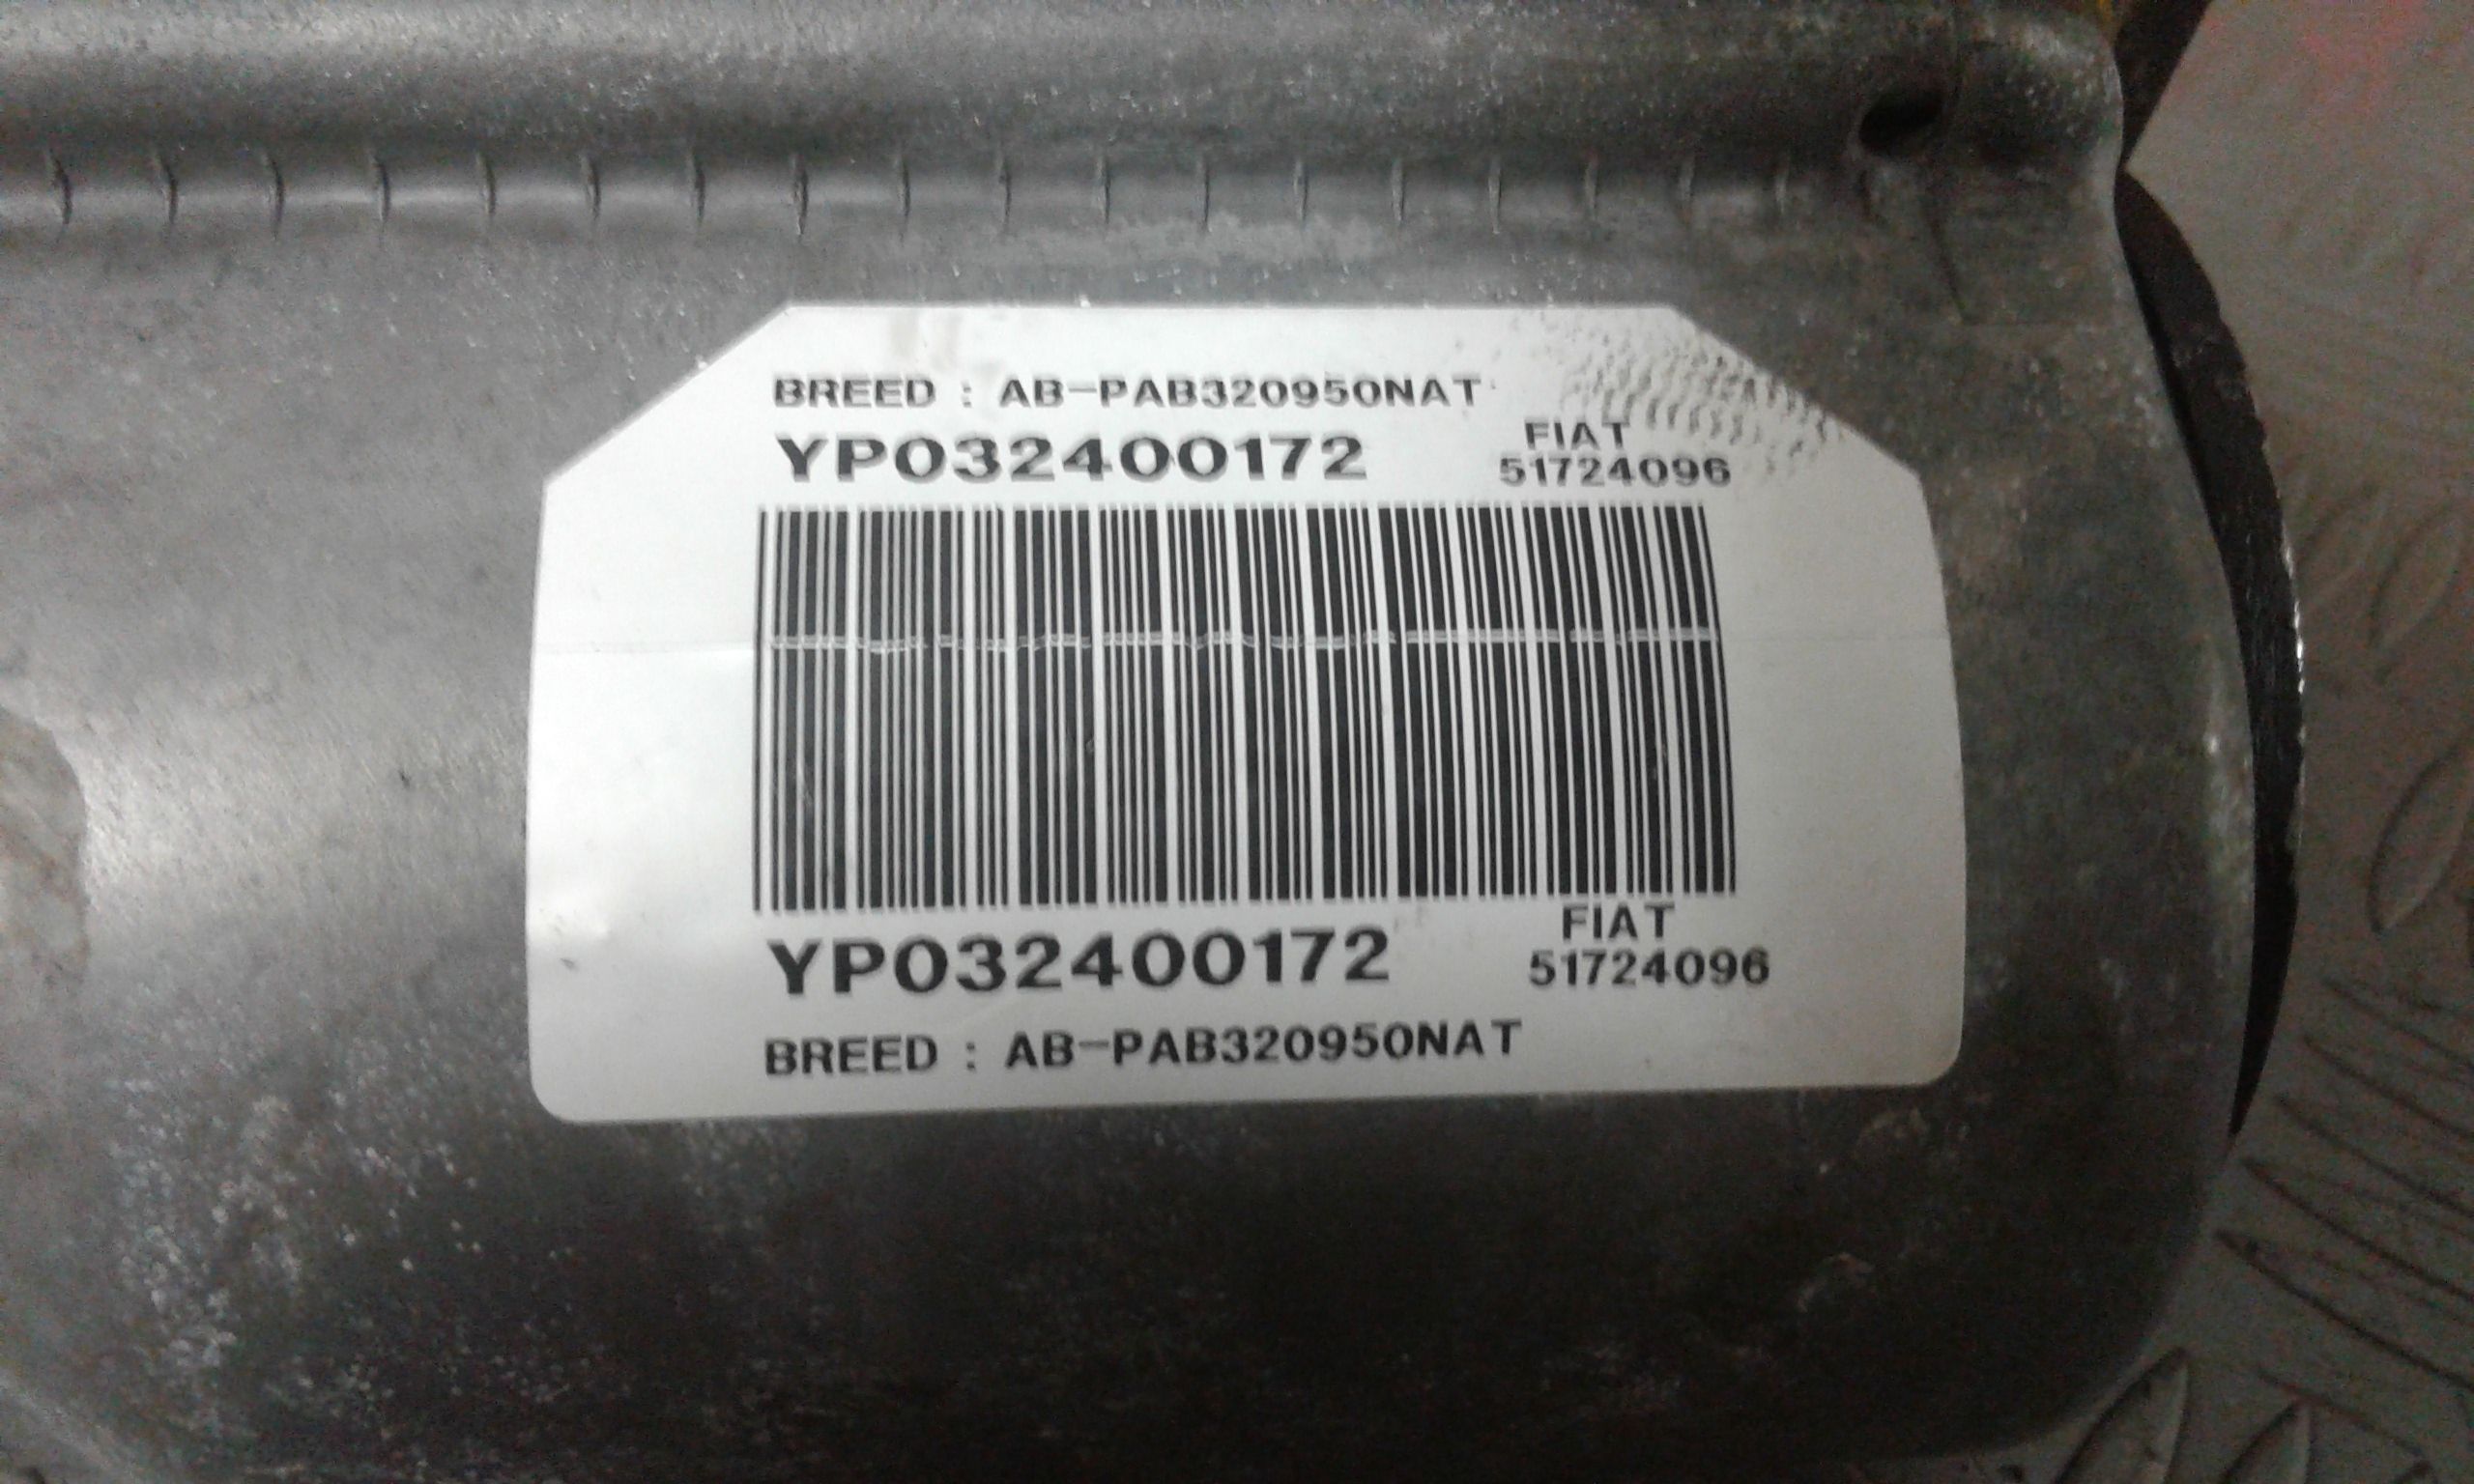 BREED : AB-PAB320950NAT
YP032400172
FIAT
51724096
YP032400172
FIAT
51724096
BREED : AB-PAB320950NAT